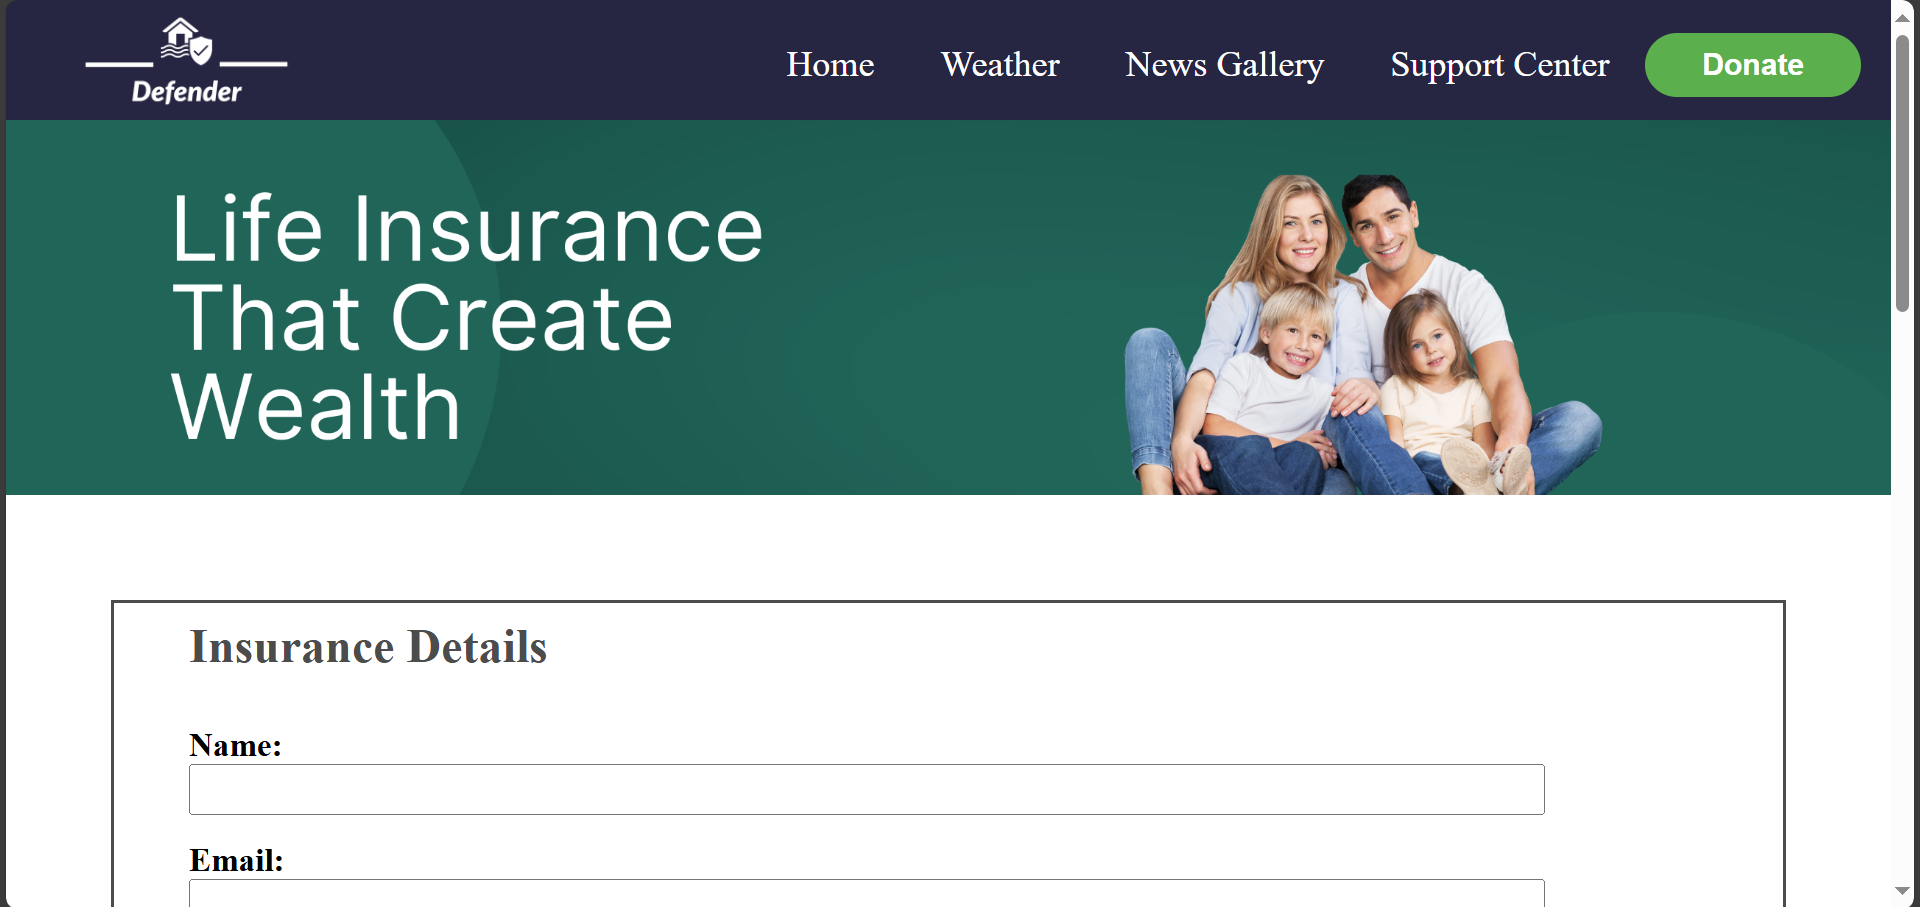 Defender
Home
Weather
News Gallery
Support Center
Donate
Life Insurance
That Create
Wealth
Insurance Details
Name:
Email: